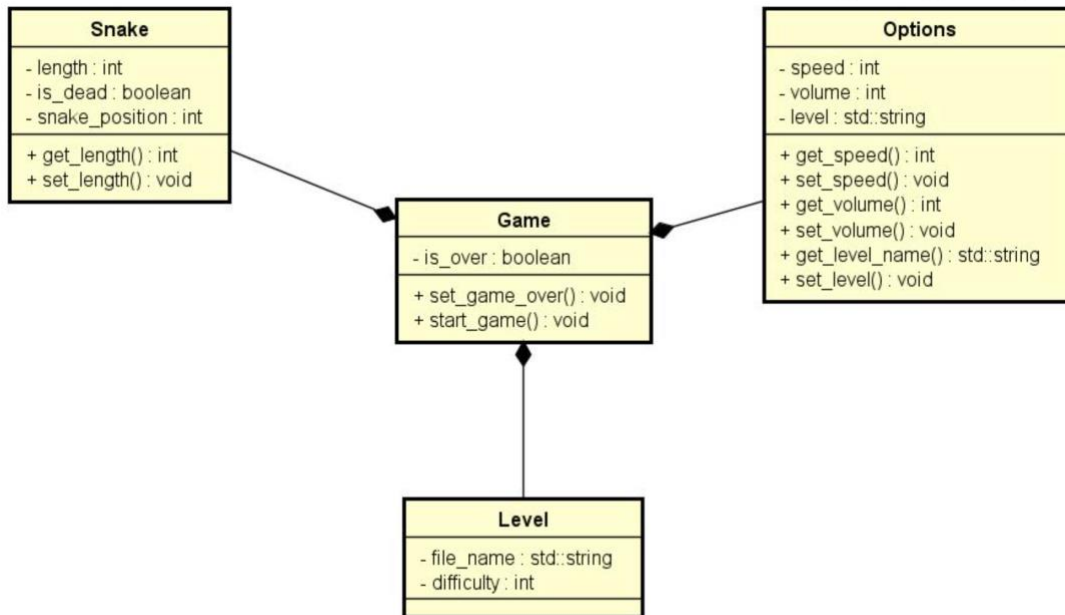 Snake
- length : int
- is_dead : boolean
- snake_position : int
+ get_length() : int
+ set_length() : void
Options
- speed : int
- volume : int
- level : std::string
+ get_speed() : int
+ set_speed() : void
+ get_volume() : int
+ set_volume() : void
+ get_level_name() : std::string
+ set_level() : void
Game
- is_over : boolean
+ set_game_over() : void
+ start_game() : void
Level
- file_name : std::string
- difficulty : int